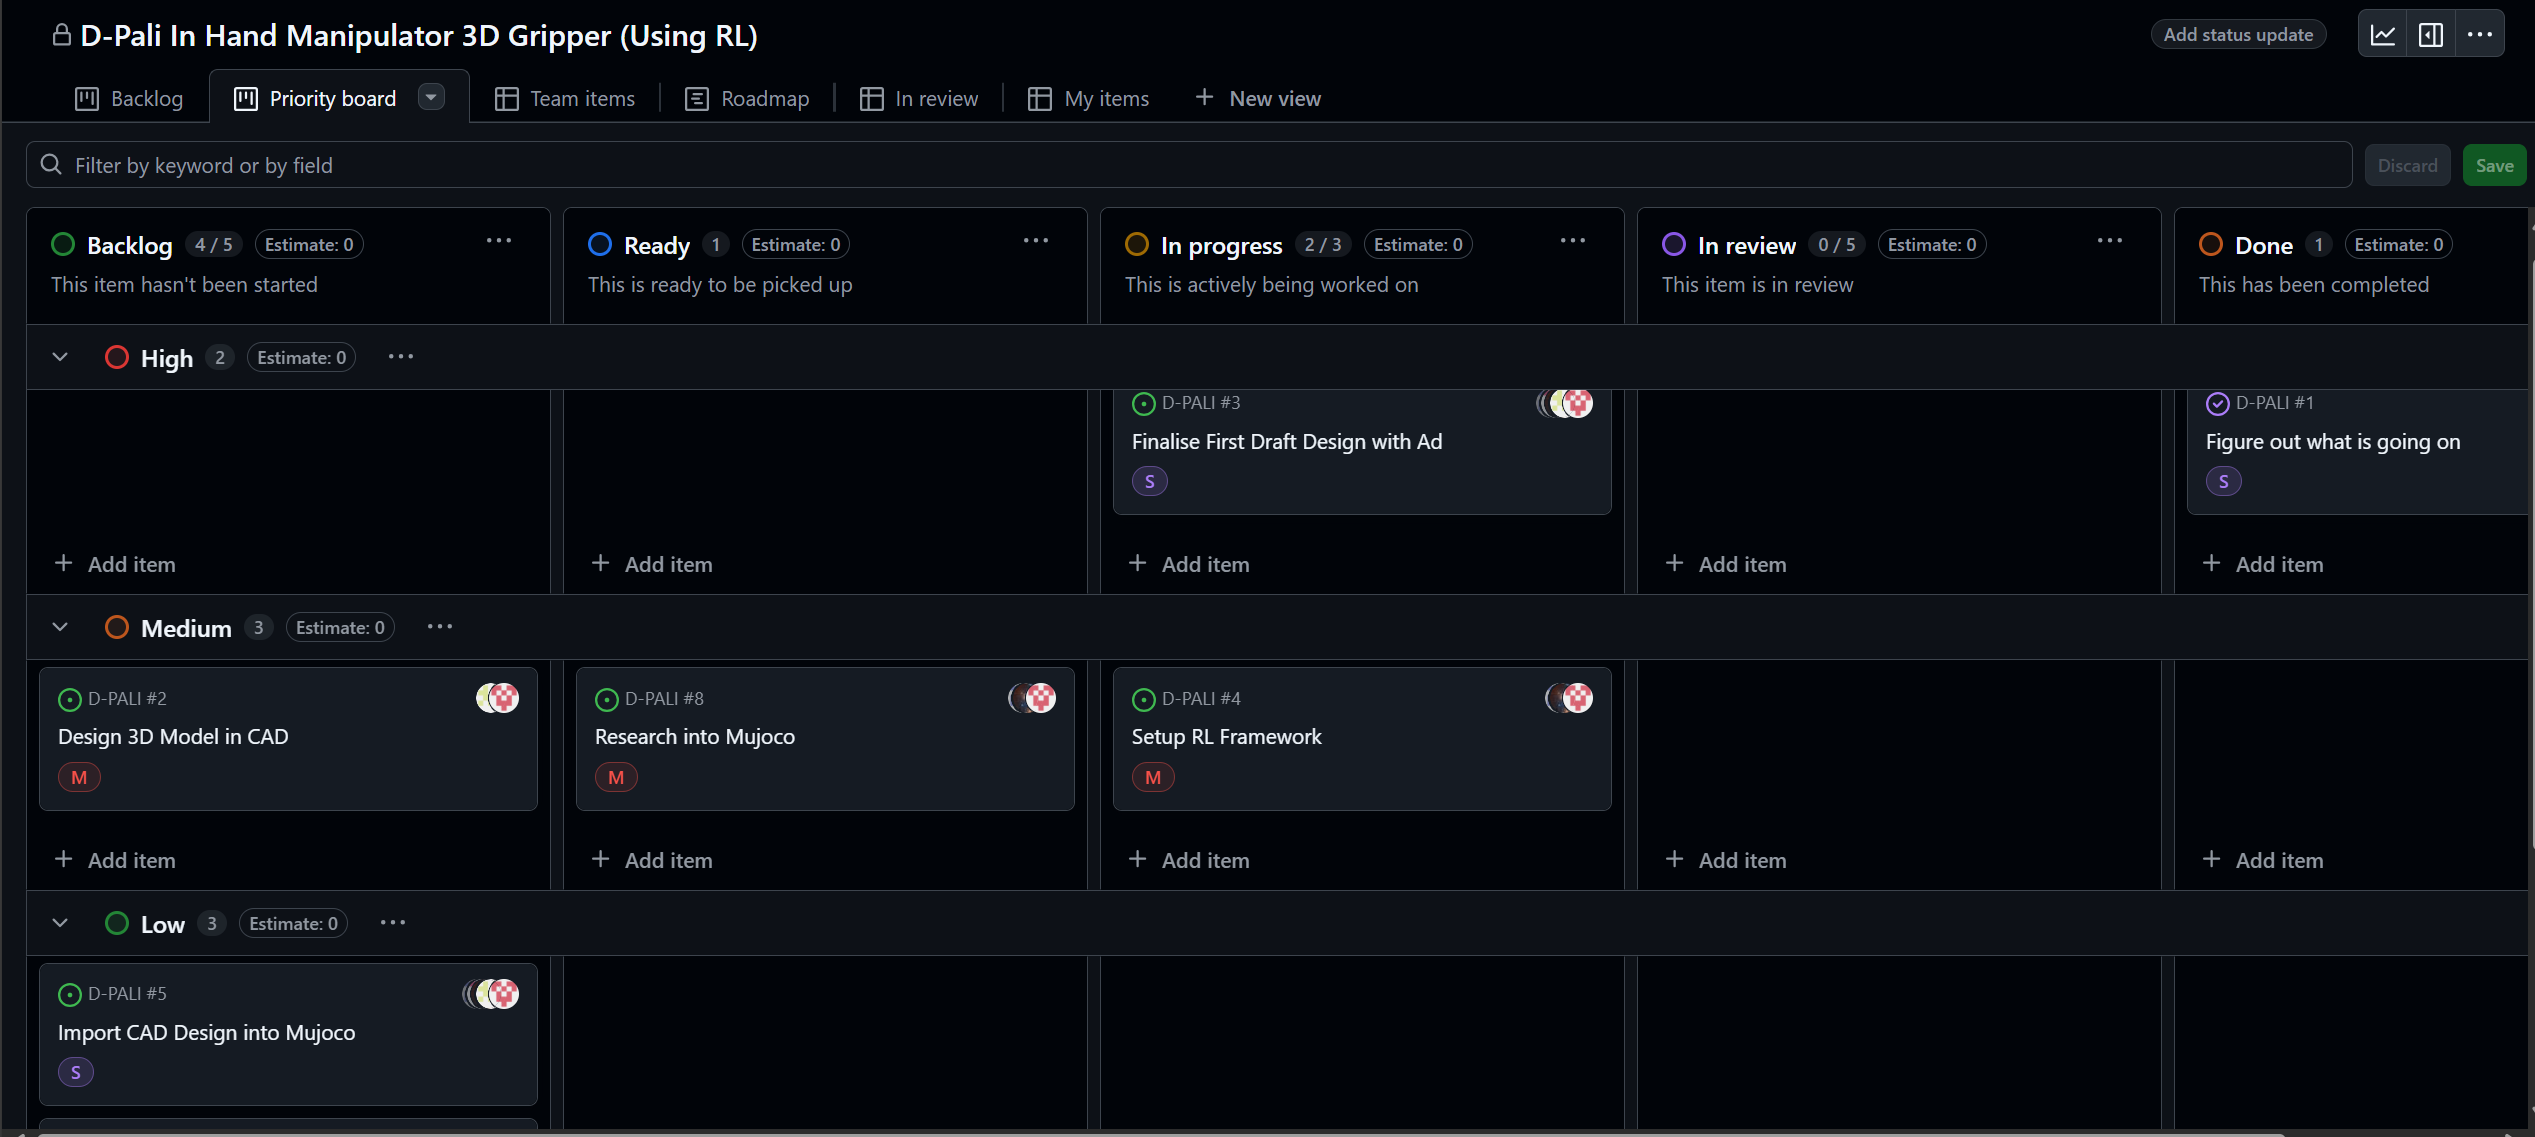 D-Pali In Hand Manipulator 3D Gripper (Using RL)
Add status update
Backlog
Priority board
Team items
Roadmap
In review
My items
New view
Filter by keyword or by field
Discard
Save
Backlog 4 / 5 Estimate: 0
This item hasn't been started
Ready 1 Estimate: 0
This is ready to be picked up
In progress 2 / 3 Estimate: 0
This is actively being worked on
In review 0 / 5 Estimate: 0
This item is in review
Done 1 Estimate: 0
This has been completed
High 2 Estimate: 0
D-PALI #3
Finalise First Draft Design with Ad
S
D-PALI #1
Figure out what is going on
S
Add item
Add item
Add item
Add item
Add item
Medium 3 Estimate: 0
D-PALI #2
Design 3D Model in CAD
M
D-PALI #8
Research into Mujoco
M
D-PALI #4
Setup RL Framework
M
Add item
Add item
Add item
Add item
Add item
Low 3 Estimate: 0
D-PALI #5
Import CAD Design into Mujoco
S